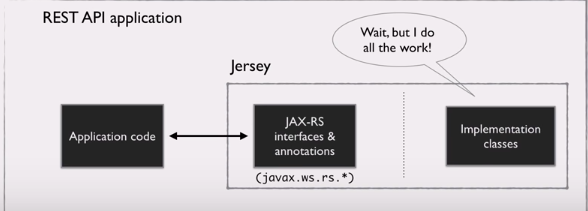 REST API application
Wait, but I do
all the work!
Jersey
Application code
JAX-RS
interfaces &
annotations
Implementation
classes
(javax.ws.rs.*)